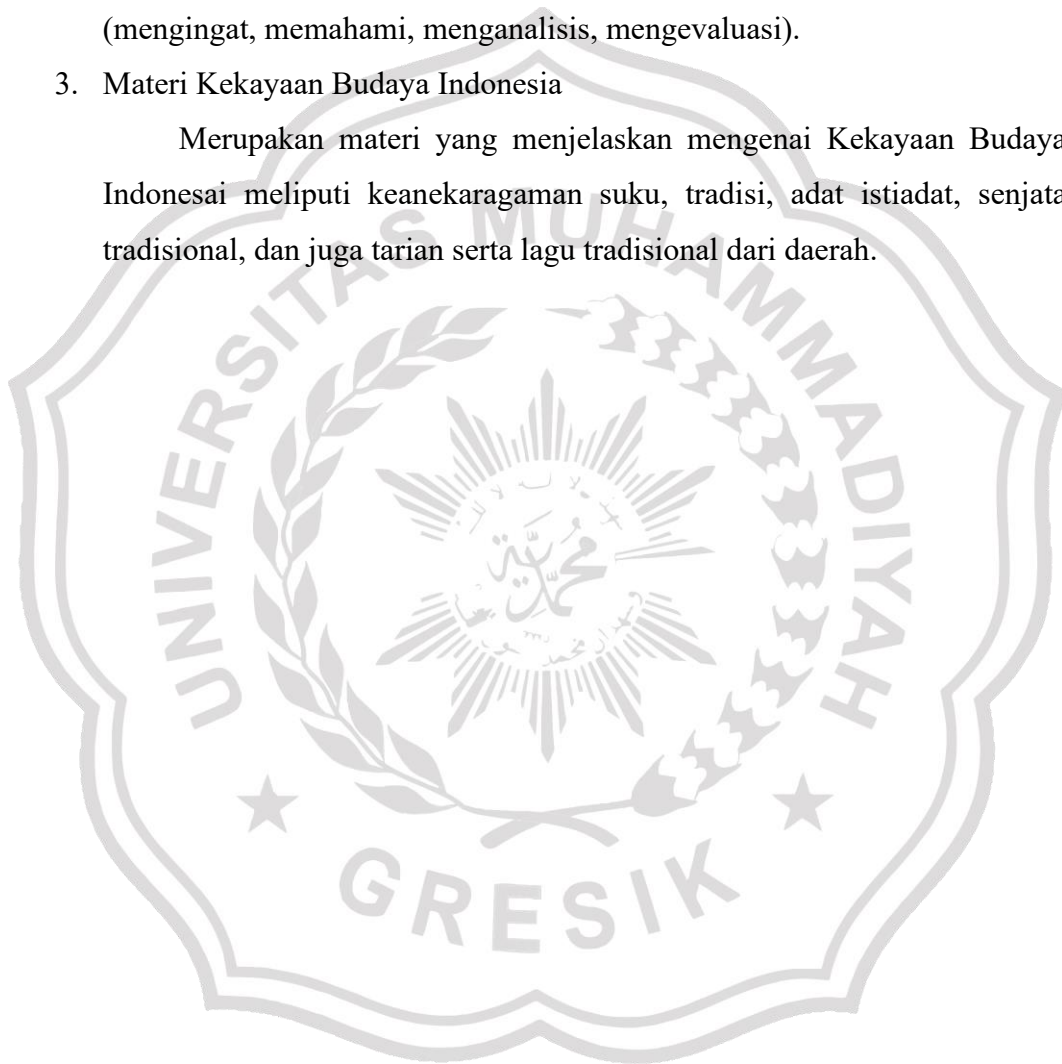 (mengingat, memahami, menganalisis, mengevaluasi).
3. Materi Kekayaan Budaya Indonesia
Merupakan materi yang menjelaskan mengenai Kekayaan Budaya
Indonesai meliputi keanekaragaman suku, tradisi, adat istiadat, senjata
tradisional, dan juga tarian serta lagu tradisional dari daerah.
UNIVERSITAS MUHAMMADIYAH
GRESIK